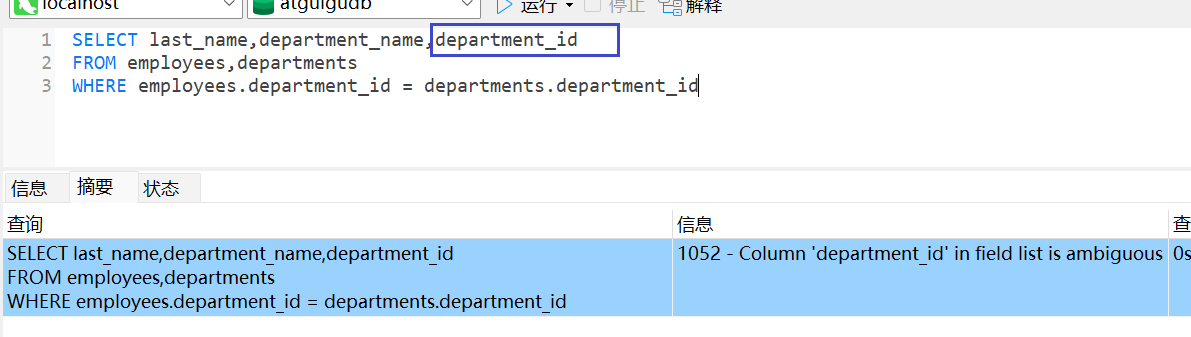 localhost
atguigudb
运行
停止
解释
1 SELECT last_name,department_name,department_id
2 FROM employees,departments
3 WHERE employees.department_id = departments.department_id
信息 摘要 状态
查询 信息 查
SELECT last_name,department_name,department_id
FROM employees,departments
WHERE employees.department_id = departments.department_id
1052 - Column 'department_id' in field list is ambiguous
0s